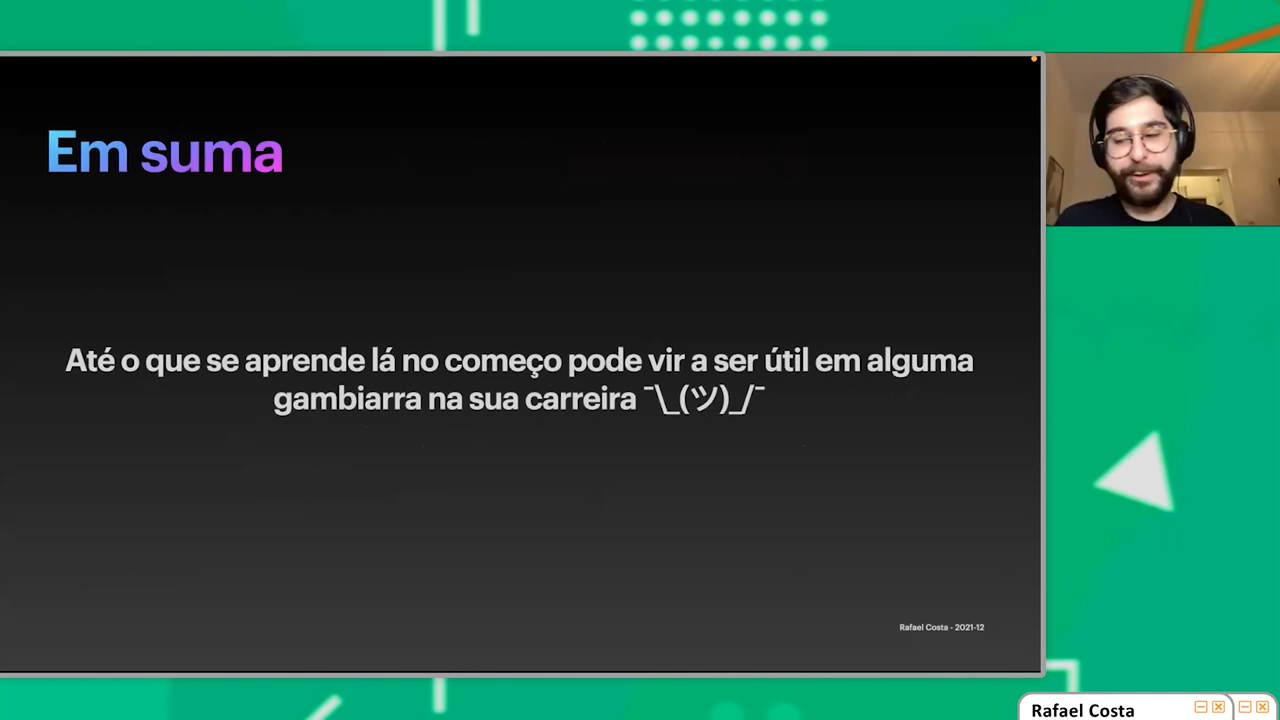 Em suma
Até o que se aprende lá no começo pode vir a ser útil em alguma
gambiarra na sua carreira ¯\_(ツ)_/¯
Rafael Costa - 2021-12
Rafael Costa